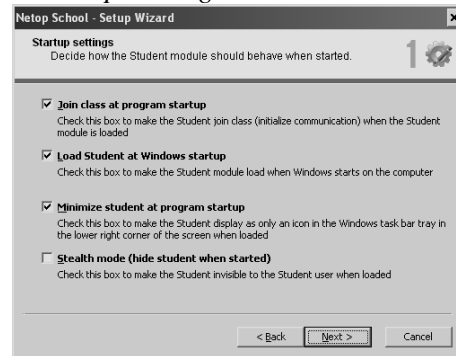 Netop School - Setup Wizard
Startup settings
Decide how the Student module should behave when started.
1
Join class at program startup
Check this box to make the Student join class (initialize communication) when the Student
module is loaded
Load Student at Windows startup
Check this box to make the Student module load when Windows starts on the computer
Minimize student at program startup
Check this box to make the Student display as only an icon in the Windows task bar tray in
the lower right corner of the screen when loaded
Stealth mode (hide student when started)
Check this box to make the Student invisible to the Student user when loaded
< Back
Next >
Cancel